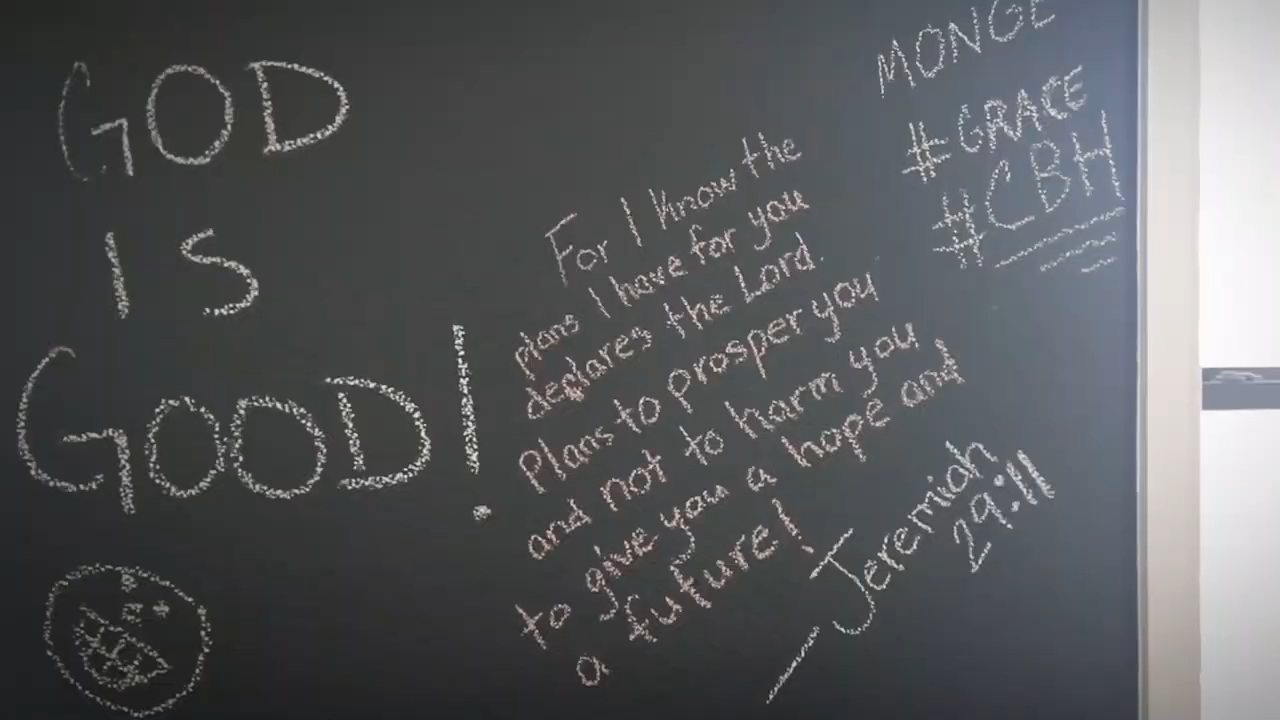 GOD
IS
GOOD!
For I know the
plans I have for you
declares the Lord.
Plans to prosper you
and not to harm you
to give you a hope and
a future!
—Jeremiah
29:11
MONGE
#GRACE
#CBH